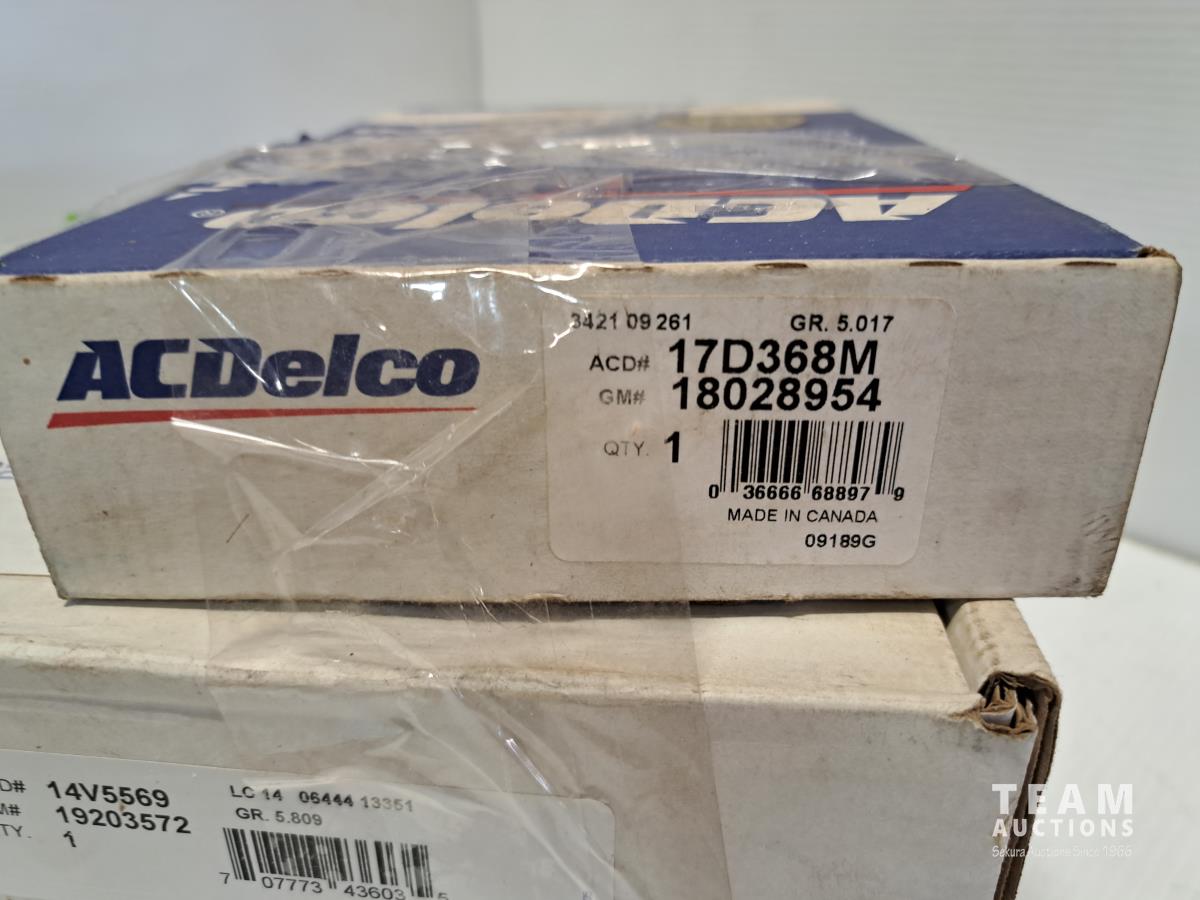 ACDelco
ACDelco
3421 09 261 GR. 5.017
ACD# 17D368M
GM# 18028954
QTY. 1
0 36666 68897 9
MADE IN CANADA
09189G
D# 14V5569
M# 19203572
TY. 1
LC 14 06444 13351
GR. 5.809
7 07773 43603 5
TEAM
AUCTIONS
Sakura Auctions Since 1966